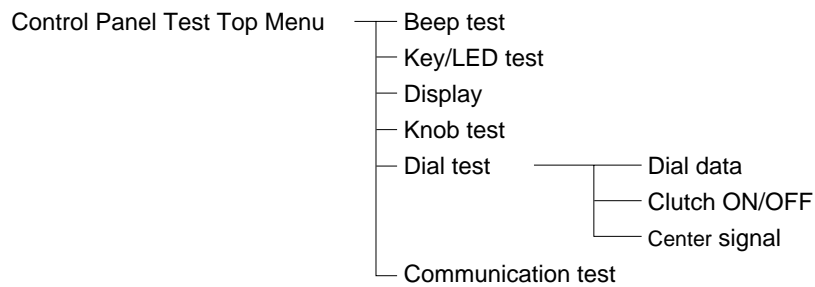 Control Panel Test Top Menu Beep test
Key/LED test
Display
Knob test
Dial test Dial data
Clutch ON/OFF
Center signal
Communication test